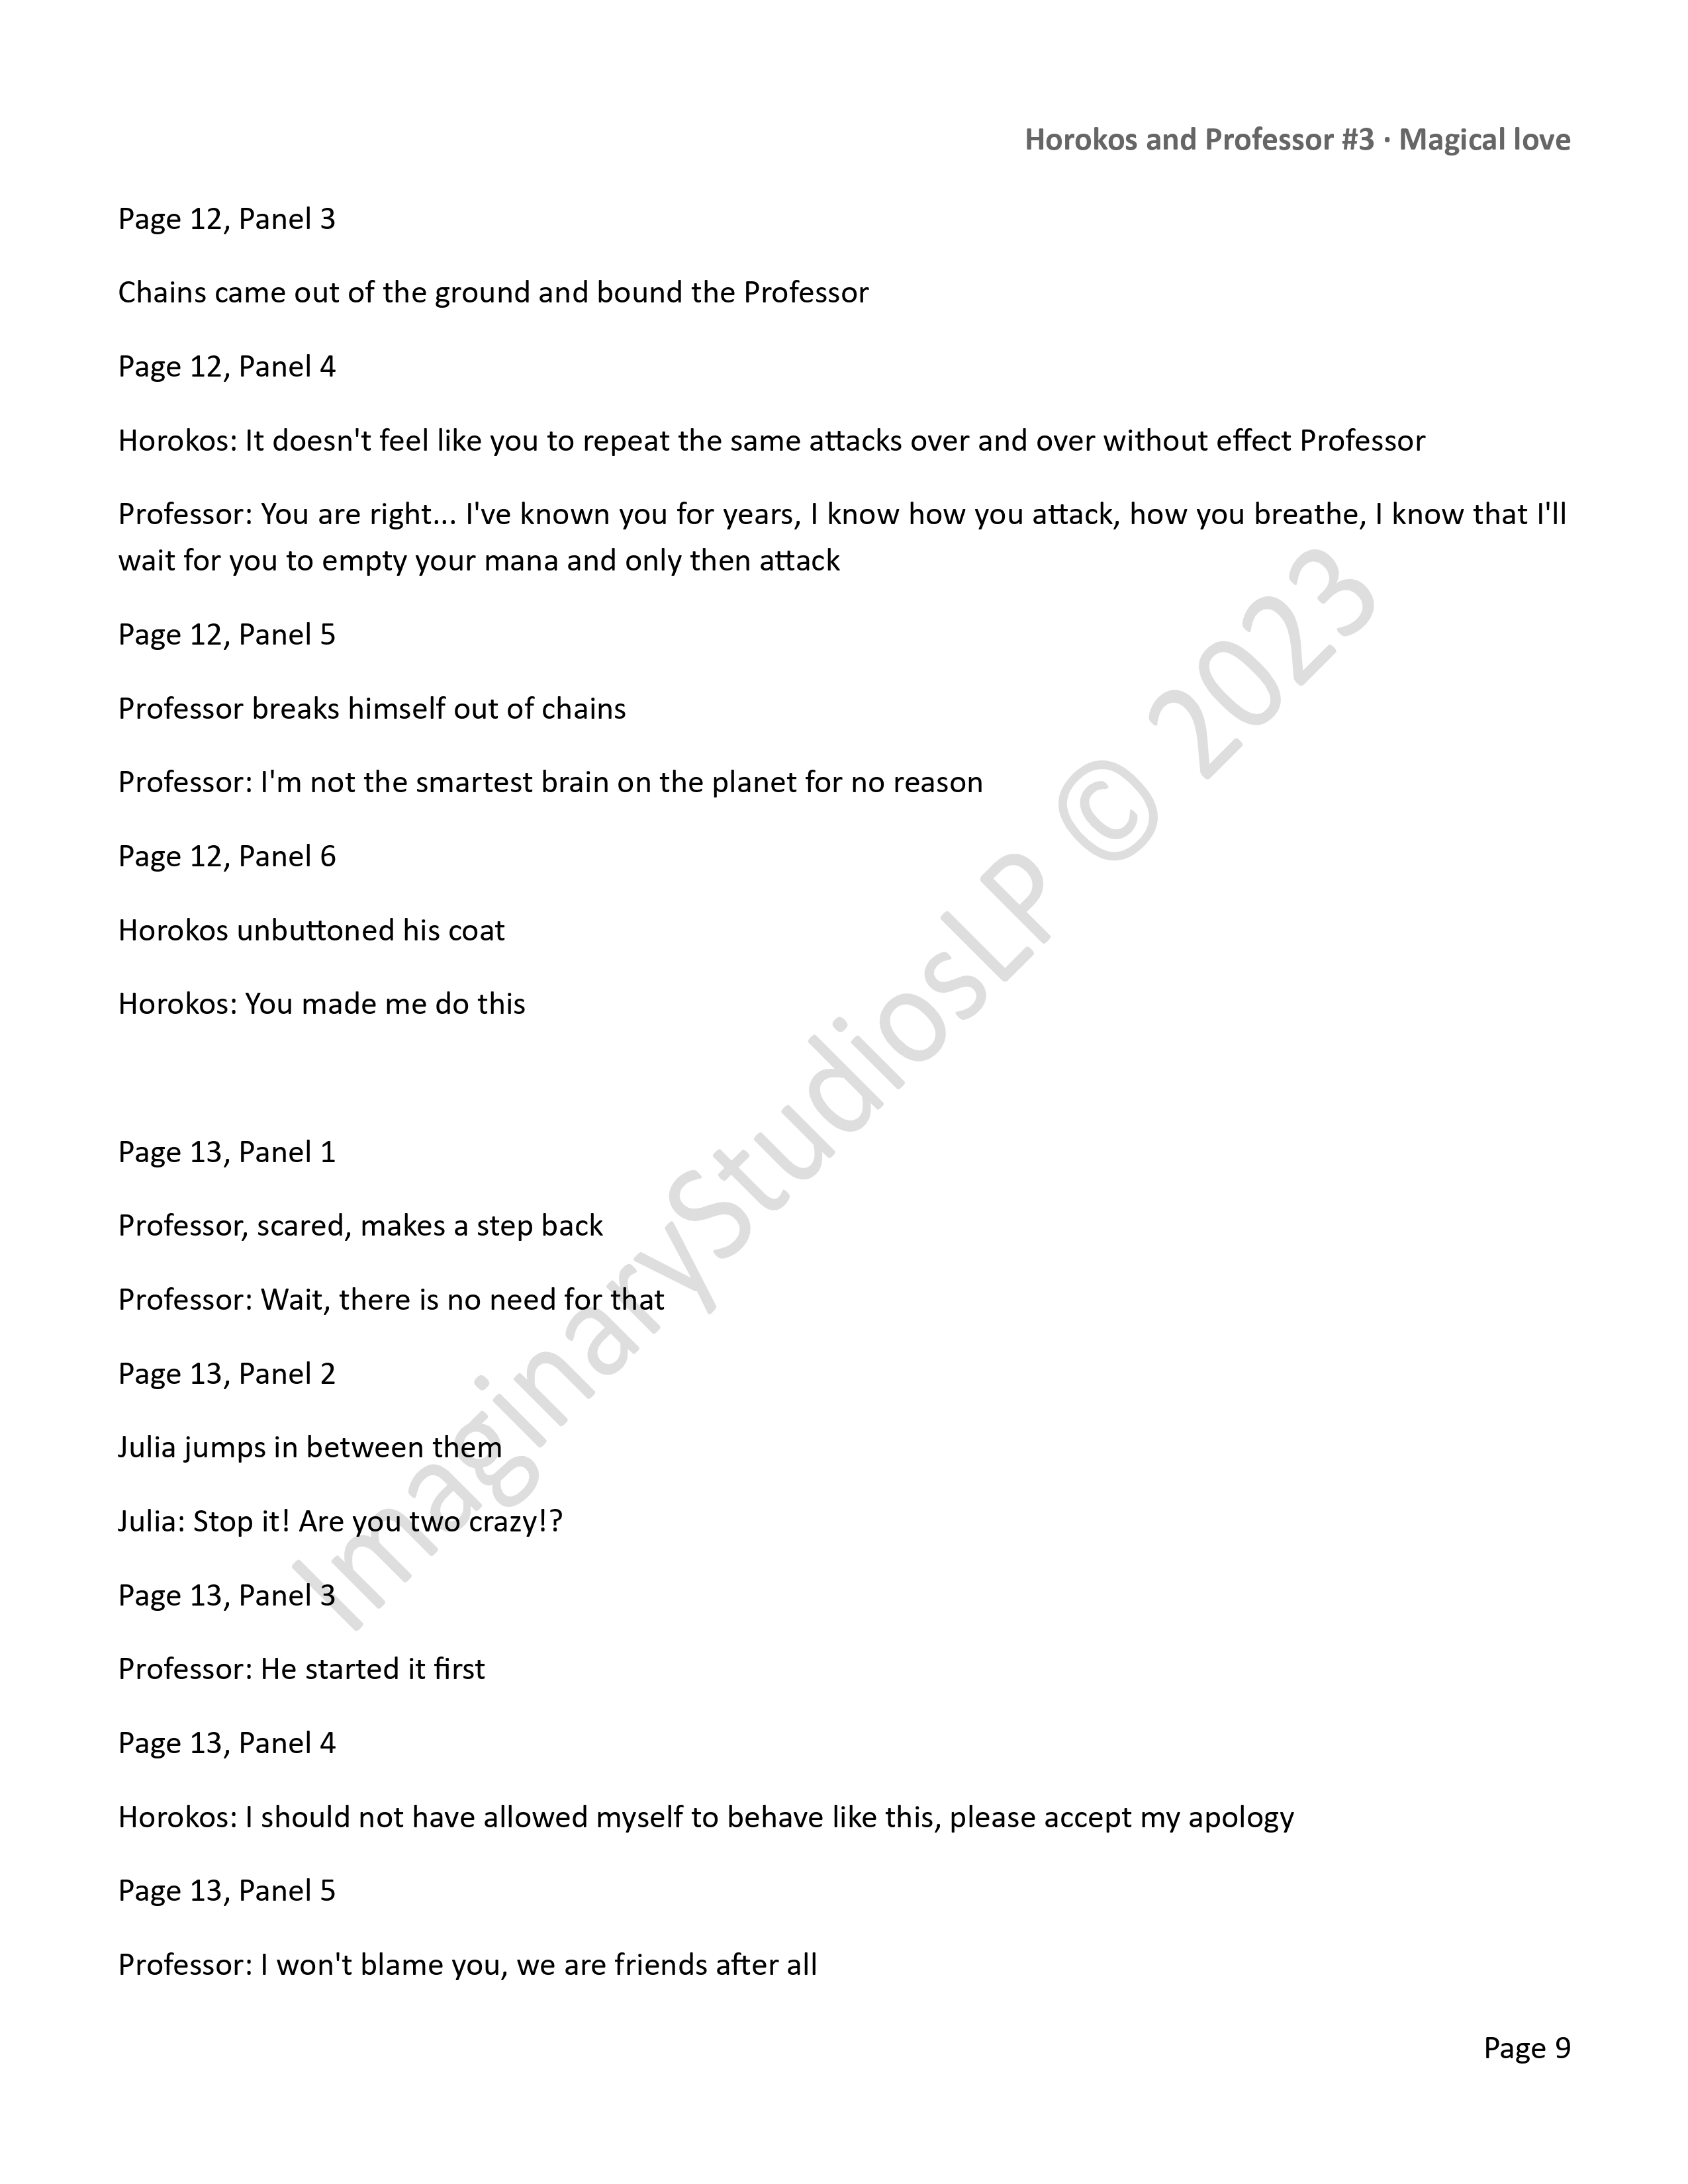 Horokos and Professor #3 · Magical love
Page 12, Panel 3
Chains came out of the ground and bound the Professor
Page 12, Panel 4
Horokos: It doesn't feel like you to repeat the same attacks over and over without effect Professor
Professor: You are right... I've known you for years, I know how you attack, how you breathe, I know that I'll
wait for you to empty your mana and only then attack
Page 12, Panel 5
Professor breaks himself out of chains
Professor: I'm not the smartest brain on the planet for no reason
Page 12, Panel 6
Horokos unbuttoned his coat
Horokos: You made me do this
Page 13, Panel 1
Professor, scared, makes a step back
Professor: Wait, there is no need for that
Page 13, Panel 2
Julia jumps in between them
Julia: Stop it! Are you two crazy!?
Page 13, Panel 3
Professor: He started it first
Page 13, Panel 4
Horokos: I should not have allowed myself to behave like this, please accept my apology
Page 13, Panel 5
Professor: I won't blame you, we are friends after all
Page 9
ImaginaryStudiosLP © 2023